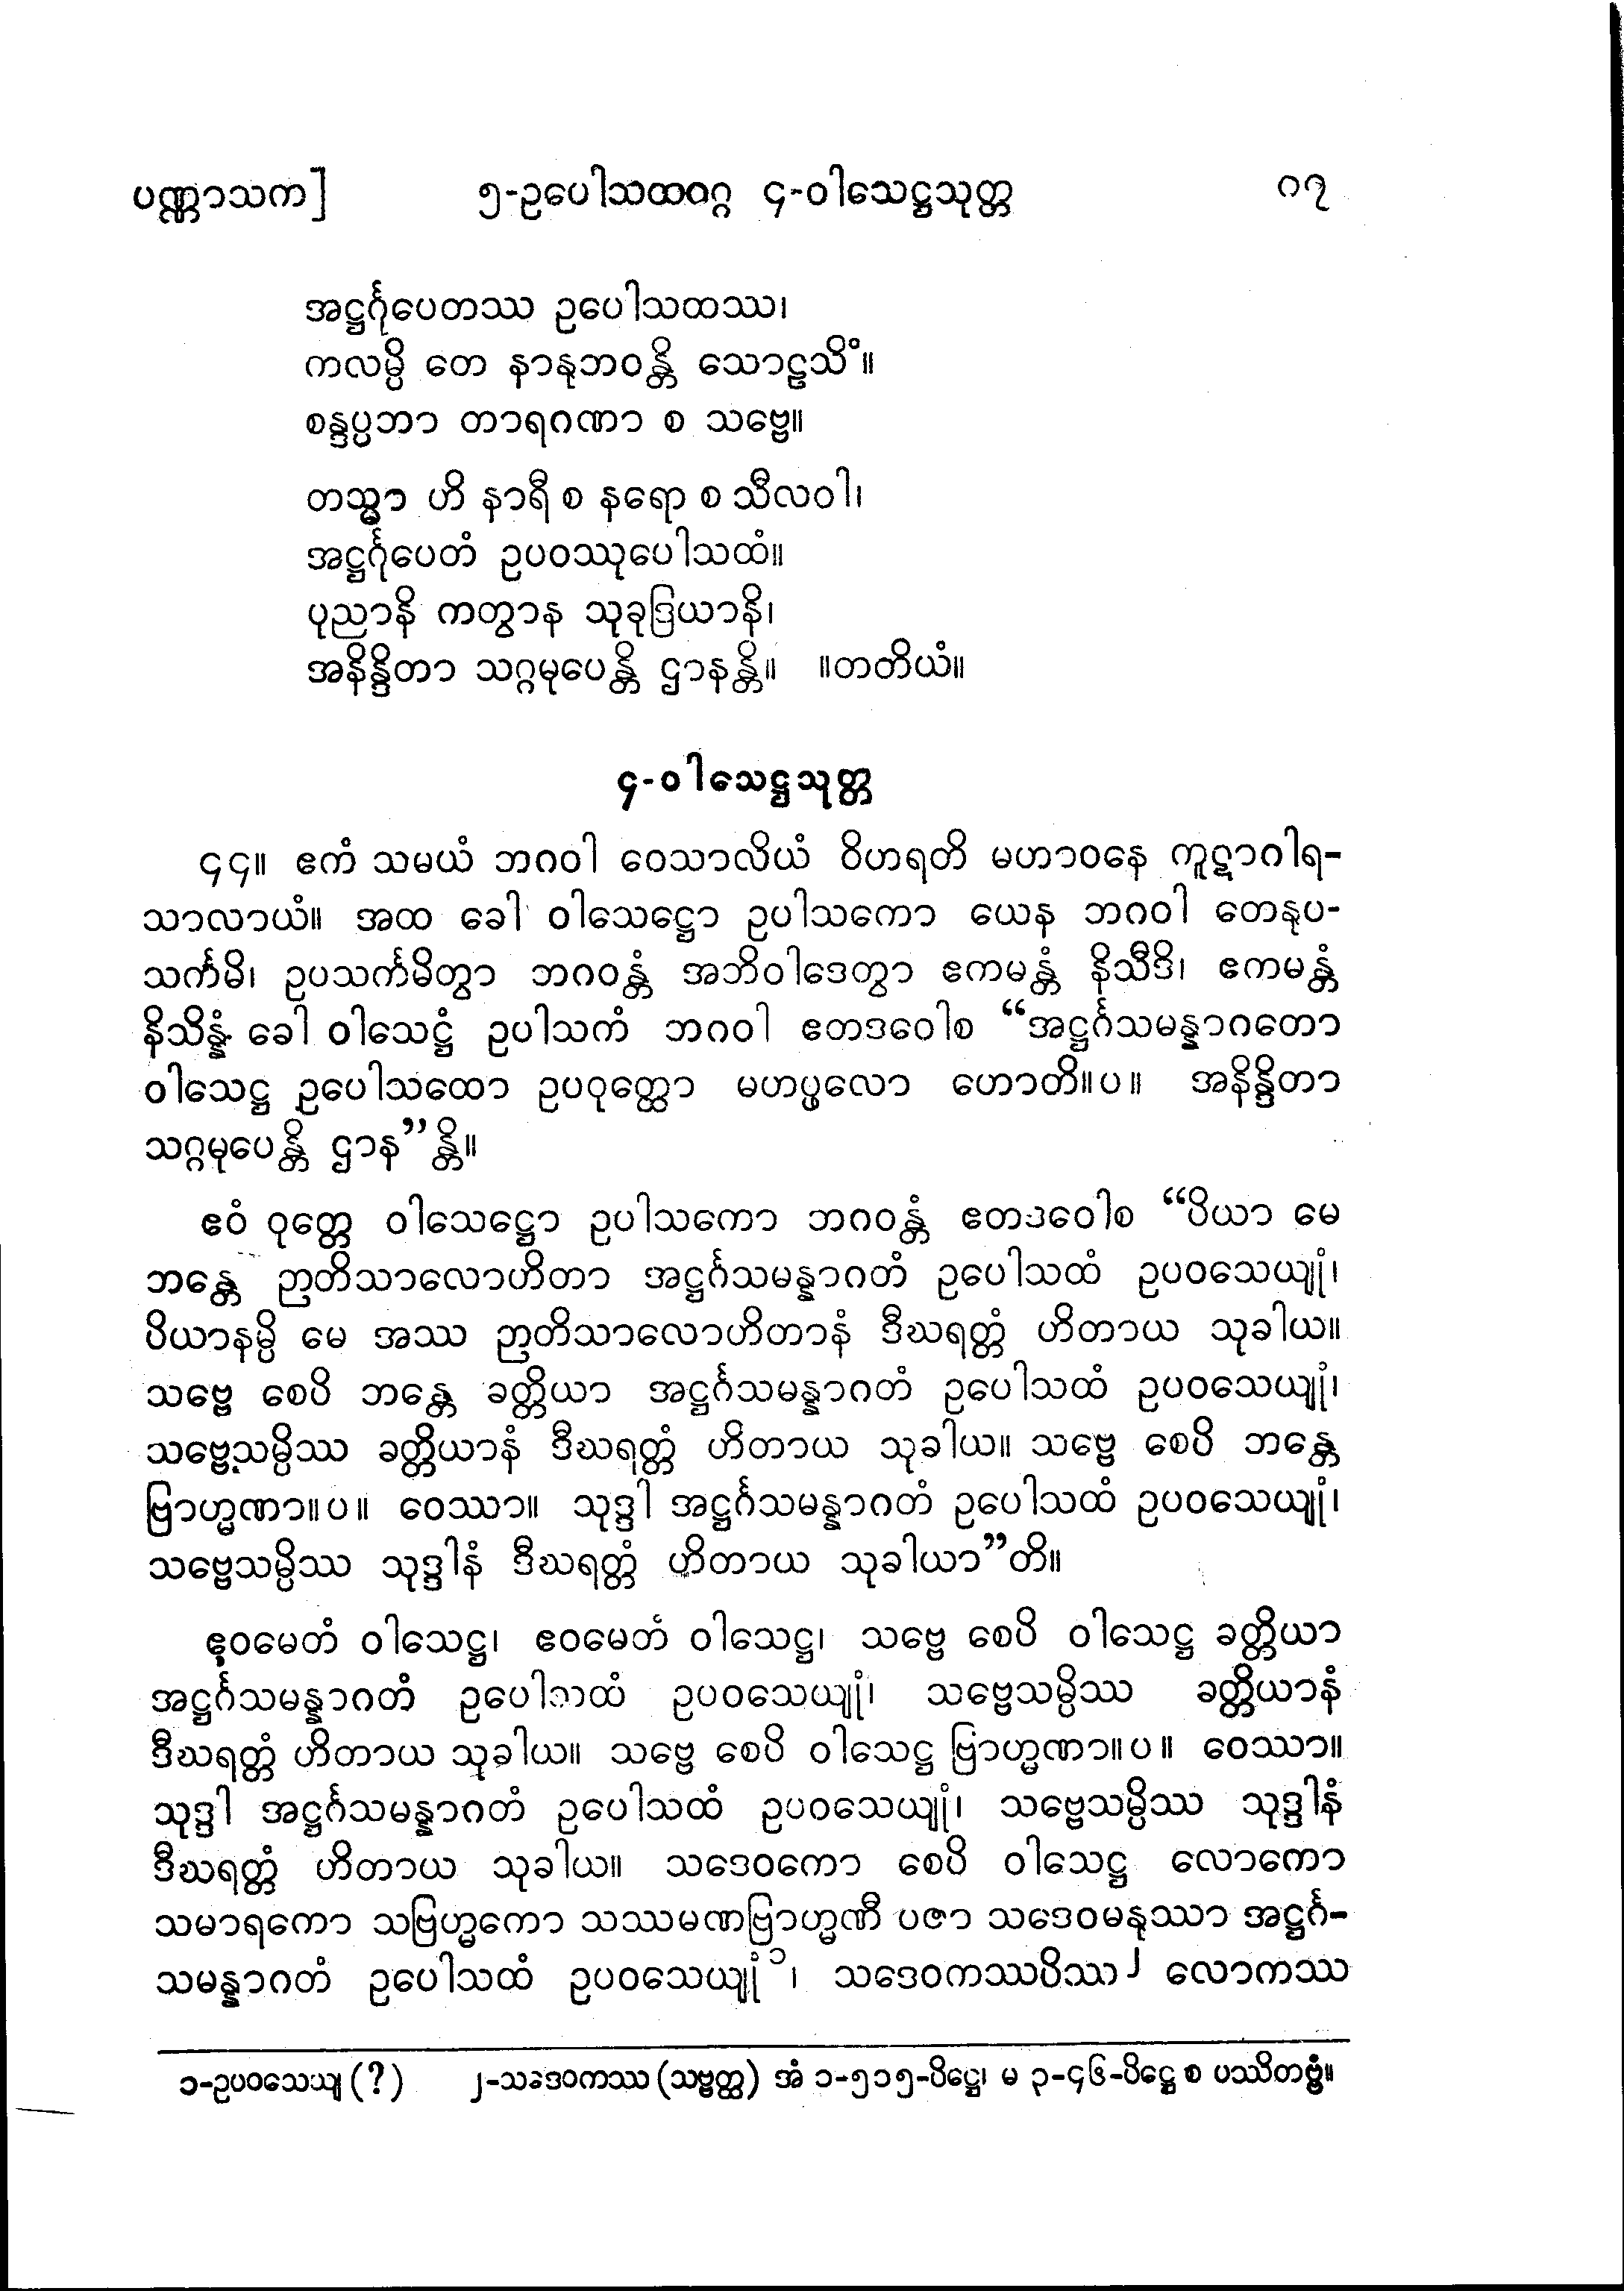 ပဏ္ဏာသက]	၅-ဥပေါသထဝဂ္ဂ ၄-ဝါသေဋ္ဌသုတ္တ	၈၇
အဋ္ဌင်္ဂုပေတဿ ဥပေါသထဿ၊
ကလမ္ပိ တေ နာနုဘဝန္တိ သောဠသိံ။
စန္ဒပ္ပဘာ တာရဂဏာ စ သဗ္ဗေ။
တသ္မာ ဟိ နာရီ စ နရော စ သီလဝါ၊
အဋ္ဌင်္ဂုပေတံ ဥပဝဿုပေါသထံ။
ပုညာနိ ကတွာန သုခုဒြယာနိ၊
အနိန္ဒိတာ သဂ္ဂမုပေန္တိ ဌာနန္တိ။ ။တတိယံ။
၄-ဝါသေဋ္ဌသုတ္တ
၄၄။ ဧကံ သမယံ ဘဂဝါ ဝေသာလိယံ ဝိဟရတိ မဟာဝနေ ကူဋာဂါရ-
သာလာယံ။ အထ ခေါ ဝါသေဋ္ဌော ဥပါသကော ယေန ဘဂဝါ တေနုပ-
သင်္ကမိ၊ ဥပသင်္ကမိတွာ ဘဂဝန္တံ အဘိဝါဒေတွာ ဧကမန္တံ နိသီဒိ၊ ဧကမန္တံ
နိသိန္နံ ခေါ ဝါသေဋ္ဌံ ဥပါသကံ ဘဂဝါ ဧတဒဝေါစ “အဋ္ဌင်္ဂသမန္နာဂတော
ဝါသေဋ္ဌ ဥပေါသထော ဥပဝုတ္ထော မဟပ္ဖလော ဟောတိ။ပ။ အနိန္ဒိတာ
သဂ္ဂမုပေန္တိ ဌာန”န္တိ။
ဧဝံ ဝုတ္တေ ဝါသေဋ္ဌော ဥပါသကော ဘဂဝန္တံ ဧတဒဝေါစ “ပိယာ မေ
ဘန္တေ ဉာတိသာလောဟိတာ အဋ္ဌင်္ဂသမန္နာဂတံ ဥပေါသထံ ဥပဝသေယျုံ၊
ပိယာနမ္ပိ မေ အဿ ဉာတိသာလောဟိတာနံ ဒီဃရတ္တံ ဟိတာယ သုခါယ။
သဗ္ဗေ စေပိ ဘန္တေ ခတ္တိယာ အဋ္ဌင်္ဂသမန္နာဂတံ ဥပေါသထံ ဥပဝသေယျုံ၊
သဗ္ဗေသမ္ပိဿ ခတ္တိယာနံ ဒီဃရတ္တံ ဟိတာယ သုခါယ။ သဗ္ဗေ စေပိ ဘန္တေ
ဗြာဟ္မဏာ။ပ။ ဝေဿာ။ သုဒ္ဒါ အဋ္ဌင်္ဂသမန္နာဂတံ ဥပေါသထံ ဥပဝသေယျုံ၊
သဗ္ဗေသမ္ပိဿ သုဒ္ဒါနံ ဒီဃရတ္တံ ဟိတာယ သုခါယာ”တိ။
ဧဝမေတံ ဝါသေဋ္ဌ၊ ဧဝမေတံ ဝါသေဋ္ဌ၊ သဗ္ဗေ စေပိ ဝါသေဋ္ဌ ခတ္တိယာ
အဋ္ဌင်္ဂသမန္နာဂတံ ဥပေါသထံ ဥပဝသေယျုံ၊ သဗ္ဗေသမ္ပိဿ ခတ္တိယာနံ
ဒီဃရတ္တံ ဟိတာယ သုခါယ။ သဗ္ဗေ စေပိ ဝါသေဋ္ဌ ဗြာဟ္မဏာ။ပ။ ဝေဿာ။
သုဒ္ဒါ အဋ္ဌင်္ဂသမန္နာဂတံ ဥပေါသထံ ဥပဝသေယျုံ၊ သဗ္ဗေသမ္ပိဿ သုဒ္ဒါနံ
ဒီဃရတ္တံ ဟိတာယ သုခါယ။ သဒေဝကော စေပိ ဝါသေဋ္ဌ လောကော
သမာရကော သဗြဟ္မကော သဿမဏဗြာဟ္မဏီ ပဇာ သဒေဝမနုဿာ အဋ္ဌင်္ဂ-
သမန္နာဂတံ ဥပေါသထံ ဥပဝသေယျုံ ၁၊ သဒေဝကဿပိဿ ၂ လောကဿ
၁-ဥပဝသေယျ (?)	၂-သဒေဝကဿ (သဗ္ဗတ္ထ) အံ ၁-၅၁၅-ပိဋ္ဌေ၊ မ ၃-၄၆-ပိဋ္ဌေ စ ပဿိတဗ္ဗံ။